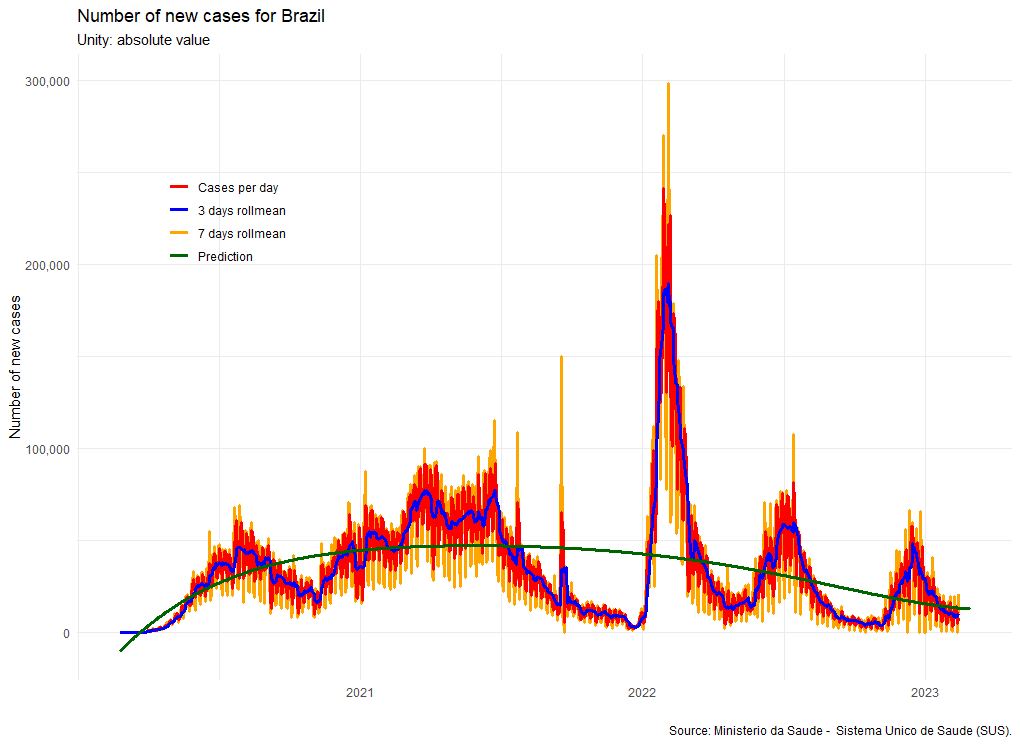 Number of new cases for Brazil
Unity: absolute value
300,000
200,000
100,000
0
Number of new cases
Cases per day
3 days rollmean
7 days rollmean
Prediction
2021
2022
2023
Source: Ministerio da Saude -  Sistema Unico de Saude (SUS).